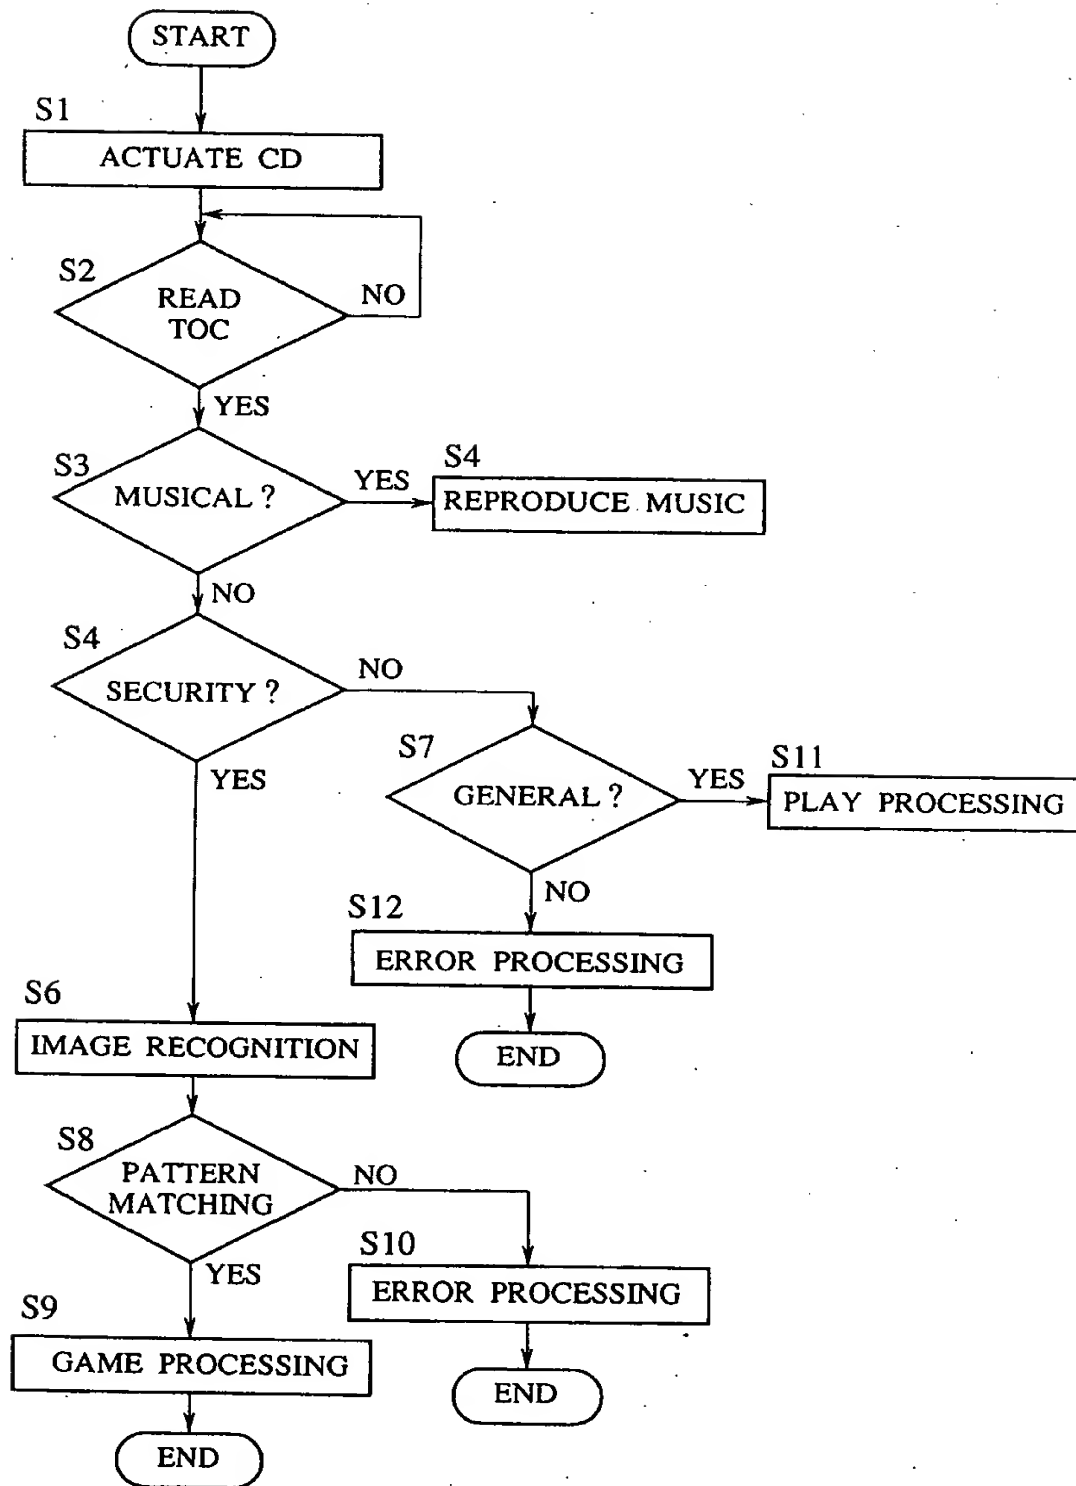 START
S1
ACTUATE CD
S2
READ
TOC
NO
YES
S3
MUSICAL ?
YES
S4
REPRODUCE MUSIC
NO
S4
SECURITY ?
NO
YES
S7
GENERAL ?
YES
S11
PLAY PROCESSING
NO
S12
ERROR PROCESSING
END
S6
IMAGE RECOGNITION
S8
PATTERN
MATCHING
NO
YES
S10
ERROR PROCESSING
END
S9
GAME PROCESSING
END